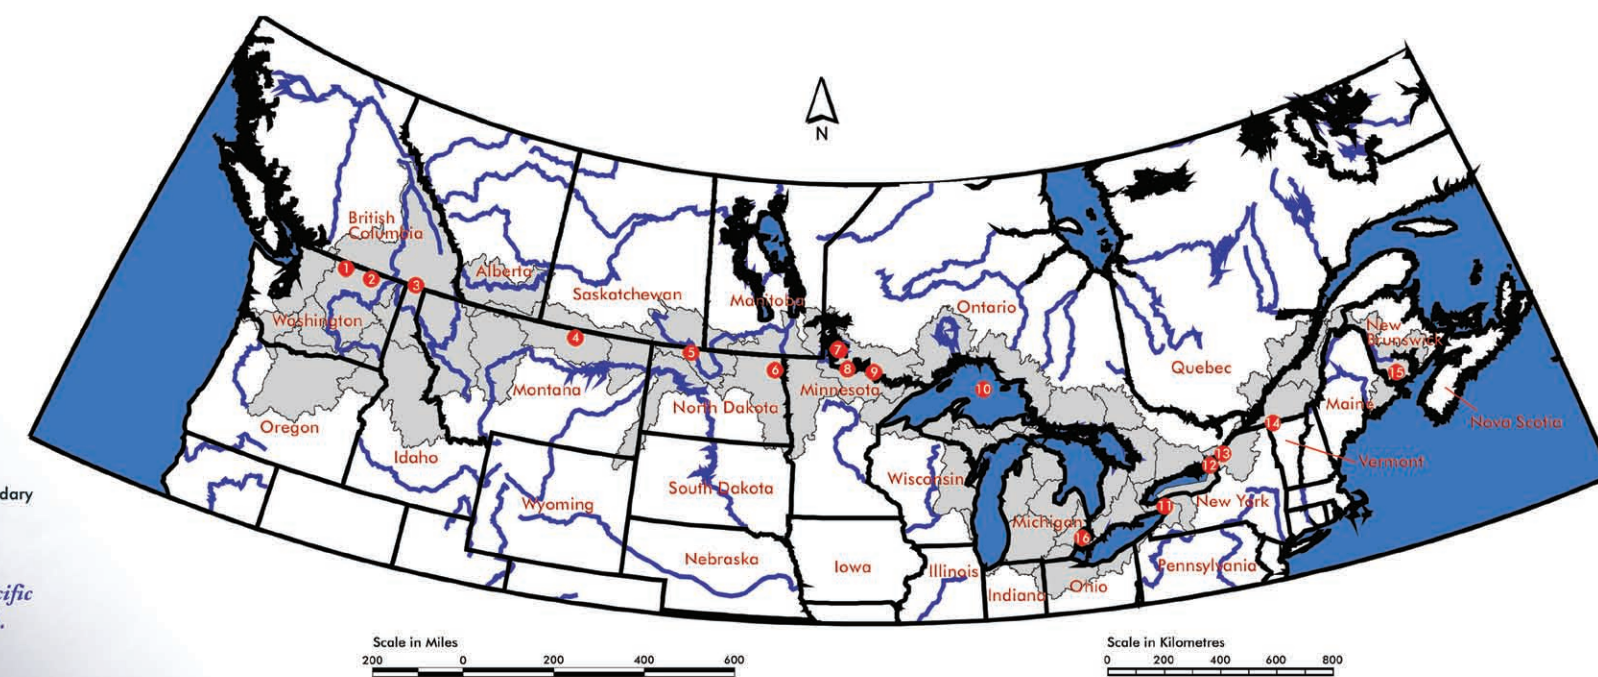 N
British
Columbia
Alberta
Saskatchewan
Manitoba
Ontario
Quebec
New
Brunswick
Nova Scotia
Maine
Vermont
New York
Pennsylvania
Ohio
Indiana
Michigan
Illinois
Wisconsin
Iowa
Minnesota
North Dakota
South Dakota
Nebraska
Montana
Wyoming
Idaho
Washington
Oregon
1
2
3
4
5
6
7
8
9
10
11
12
13
14
15
16
dary
cific
Scale in Miles
200 0 200 400 600
Scale in Kilometres
0 200 400 600 800